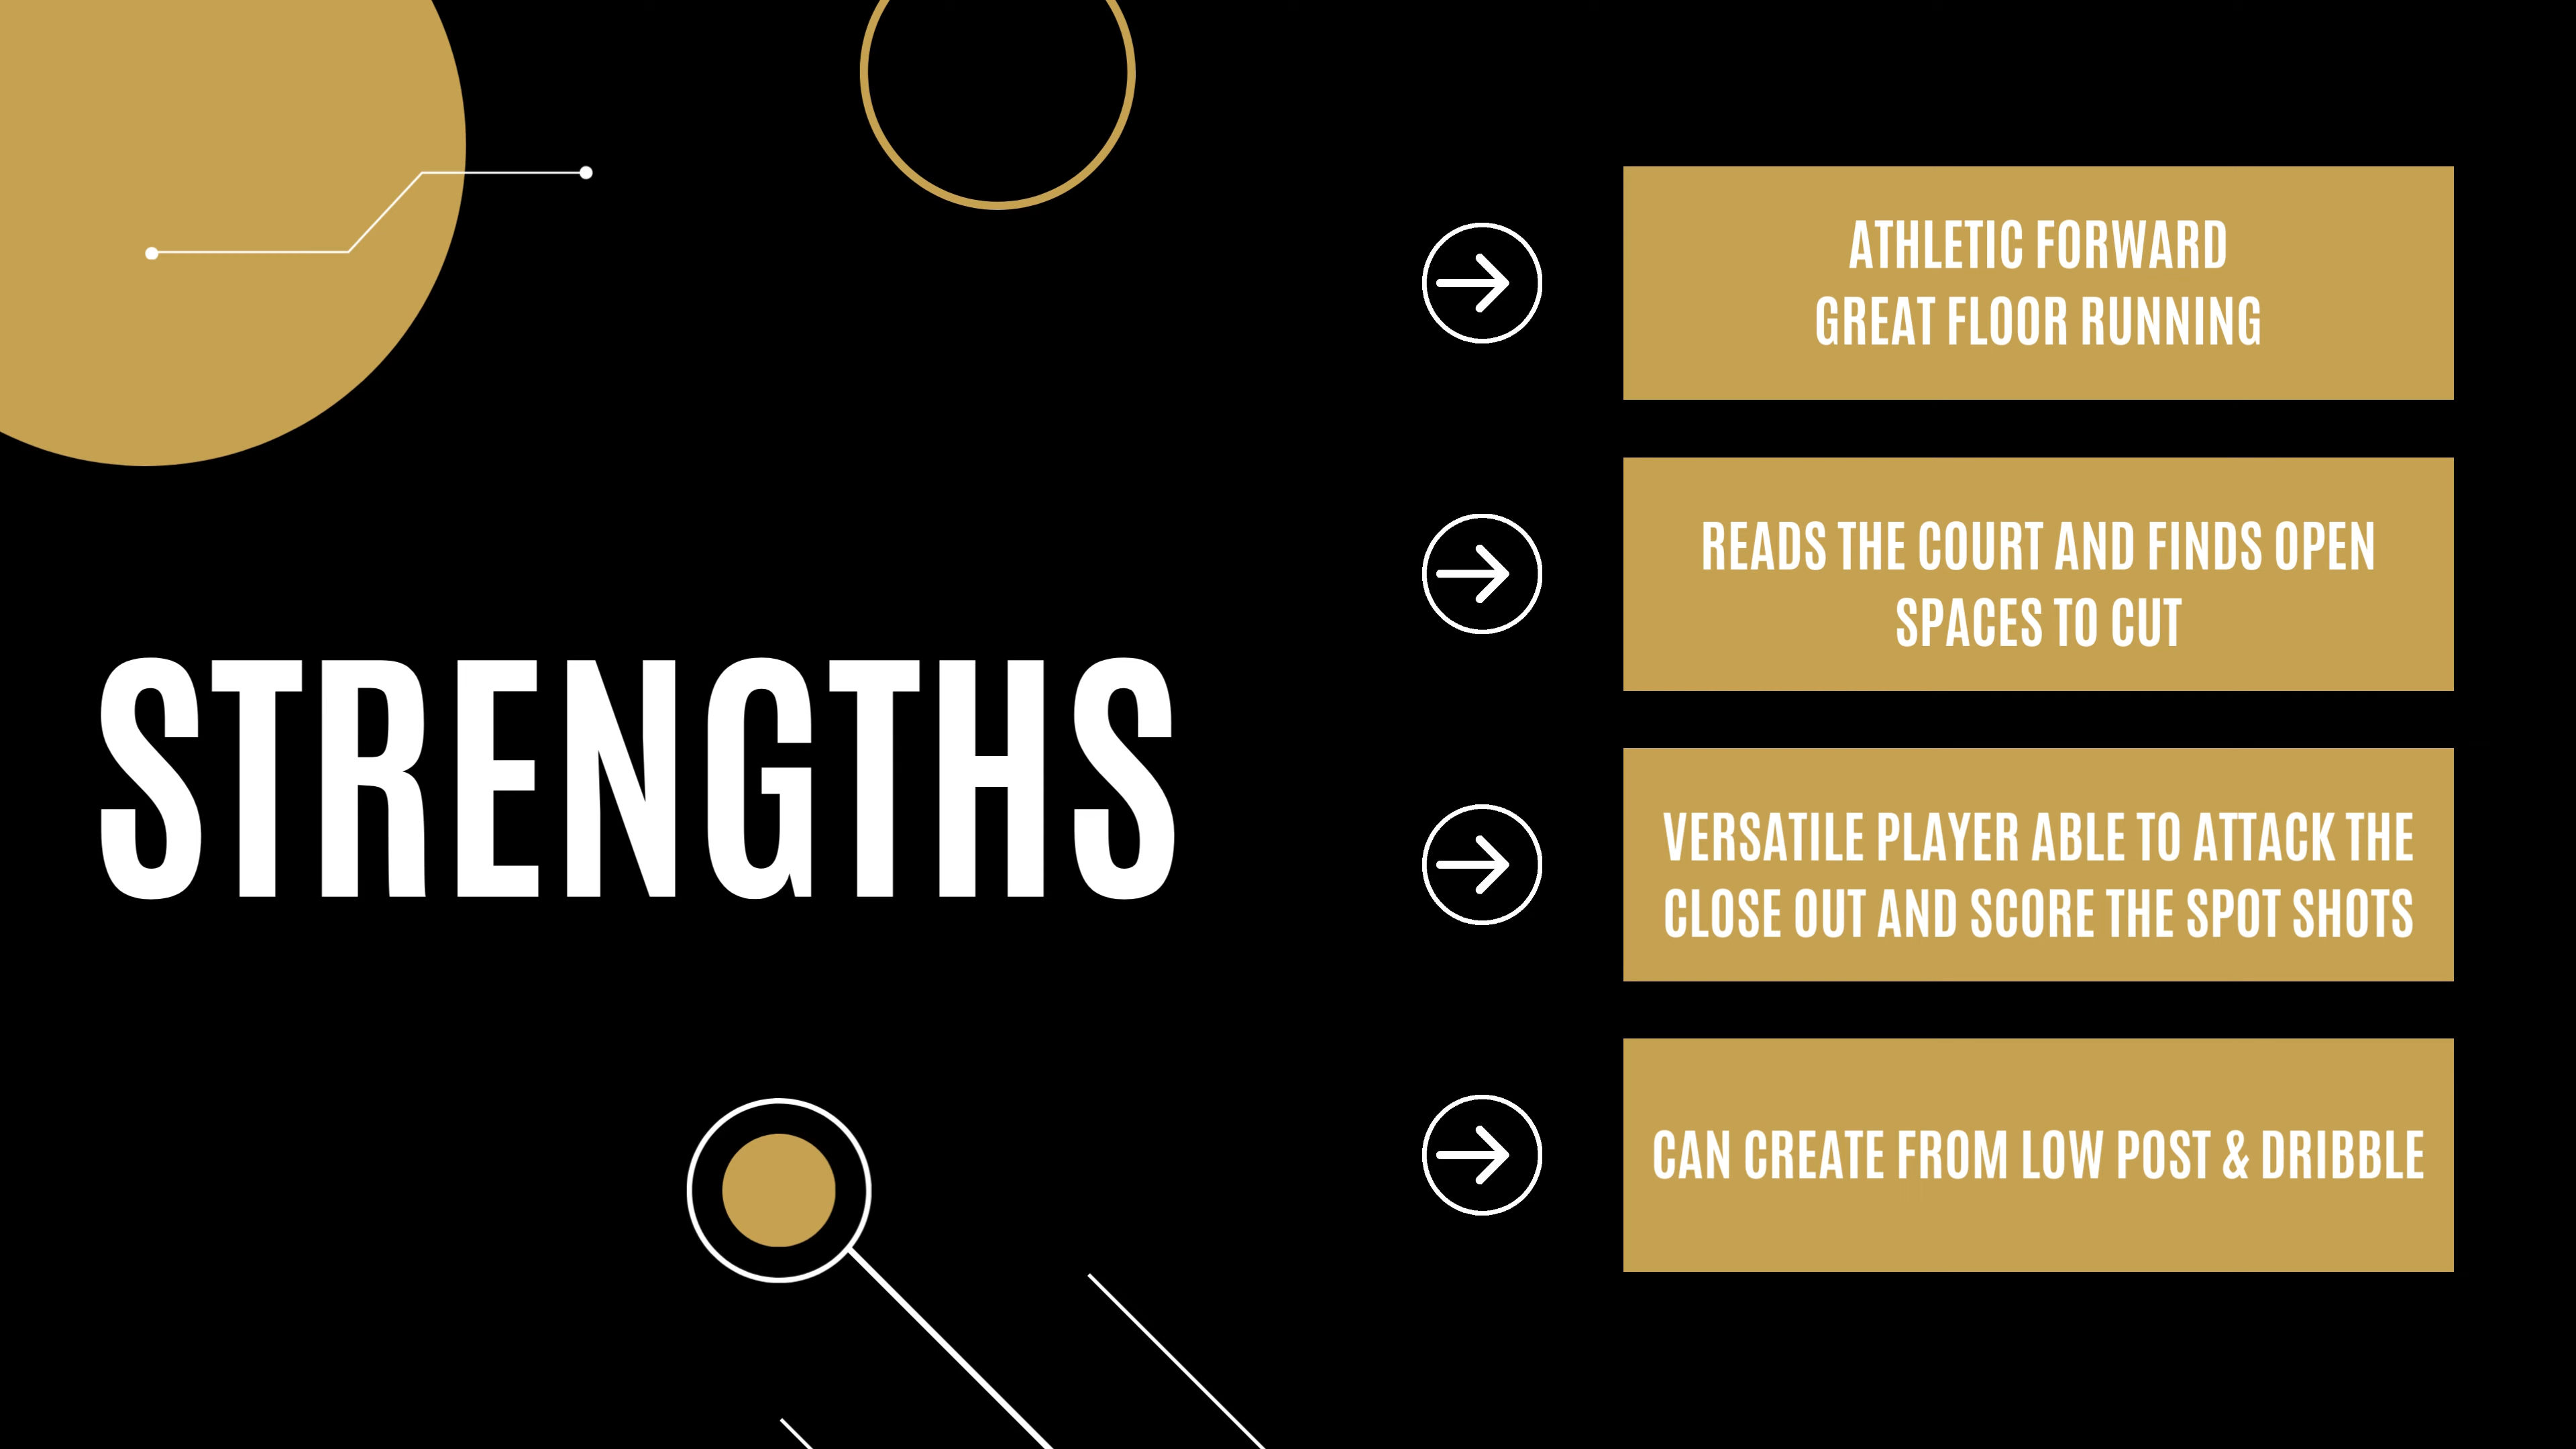 STRENGTHS
ATHLETIC FORWARD
GREAT FLOOR RUNNING
READS THE COURT AND FINDS OPEN
SPACES TO CUT
VERSATILE PLAYER ABLE TO ATTACK THE
CLOSE OUT AND SCORE THE SPOT SHOTS
CAN CREATE FROM LOW POST & DRIBBLE